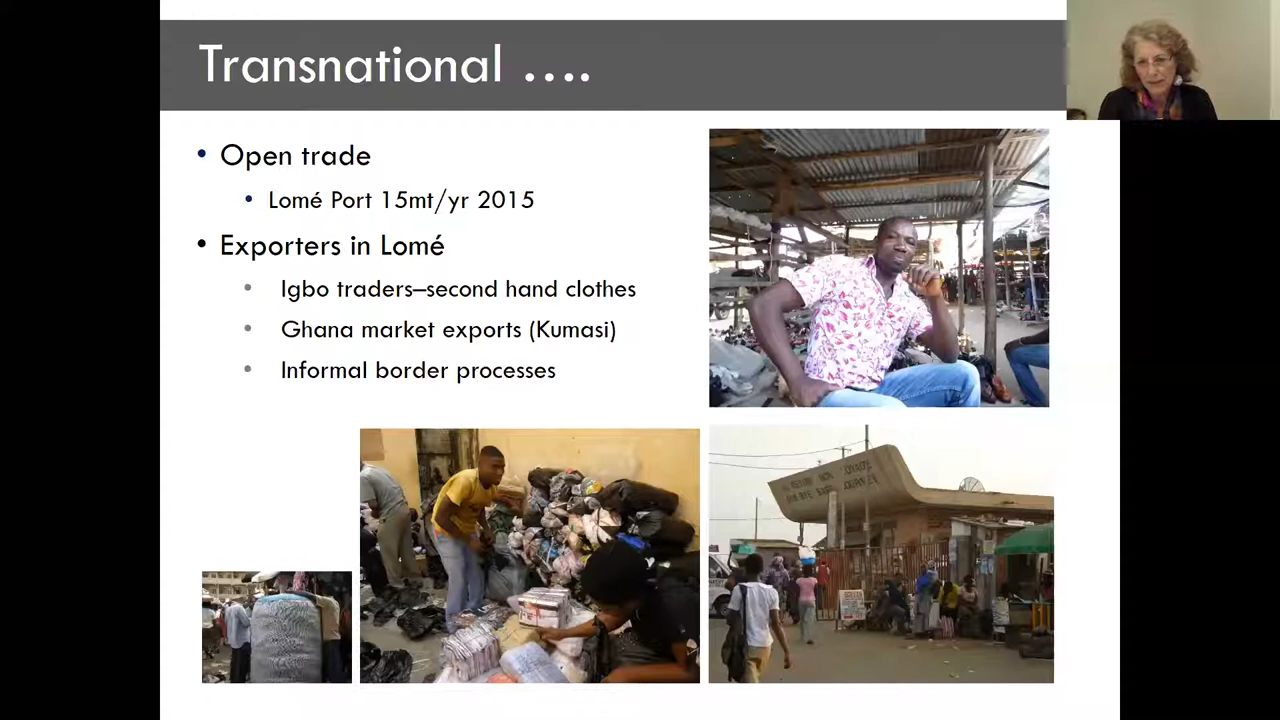 Transnational ….
• Open trade
• Lomé Port 15mt/yr 2015
• Exporters in Lomé
• Igbo traders–second hand clothes
• Ghana market exports (Kumasi)
• Informal border processes